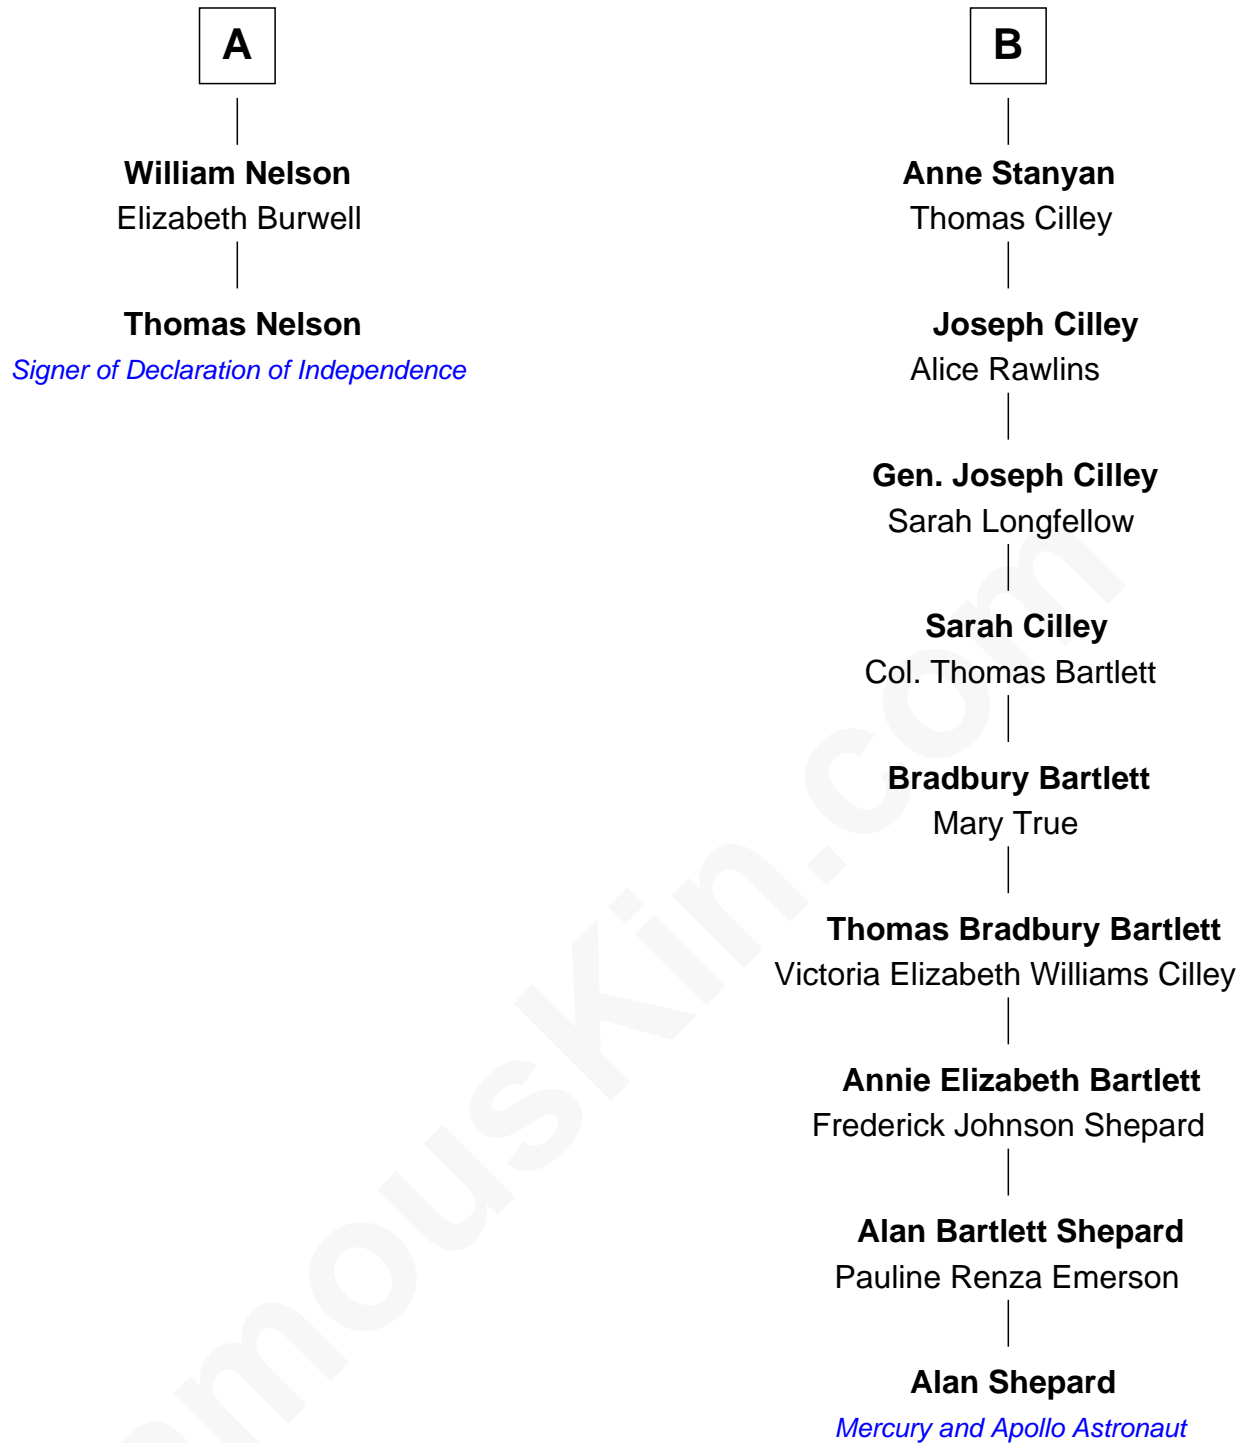 A
William Nelson
Elizabeth Burwell
Thomas Nelson
Signer of Declaration of Independence
B
Anne Stanyan
Thomas Cilley
Joseph Cilley
Alice Rawlins
Gen. Joseph Cilley
Sarah Longfellow
Sarah Cilley
Col. Thomas Bartlett
Bradbury Bartlett
Mary True
Thomas Bradbury Bartlett
Victoria Elizabeth Williams Cilley
Annie Elizabeth Bartlett
Frederick Johnson Shepard
Alan Bartlett Shepard
Pauline Renza Emerson
Alan Shepard
Mercury and Apollo Astronaut
amouskin.com